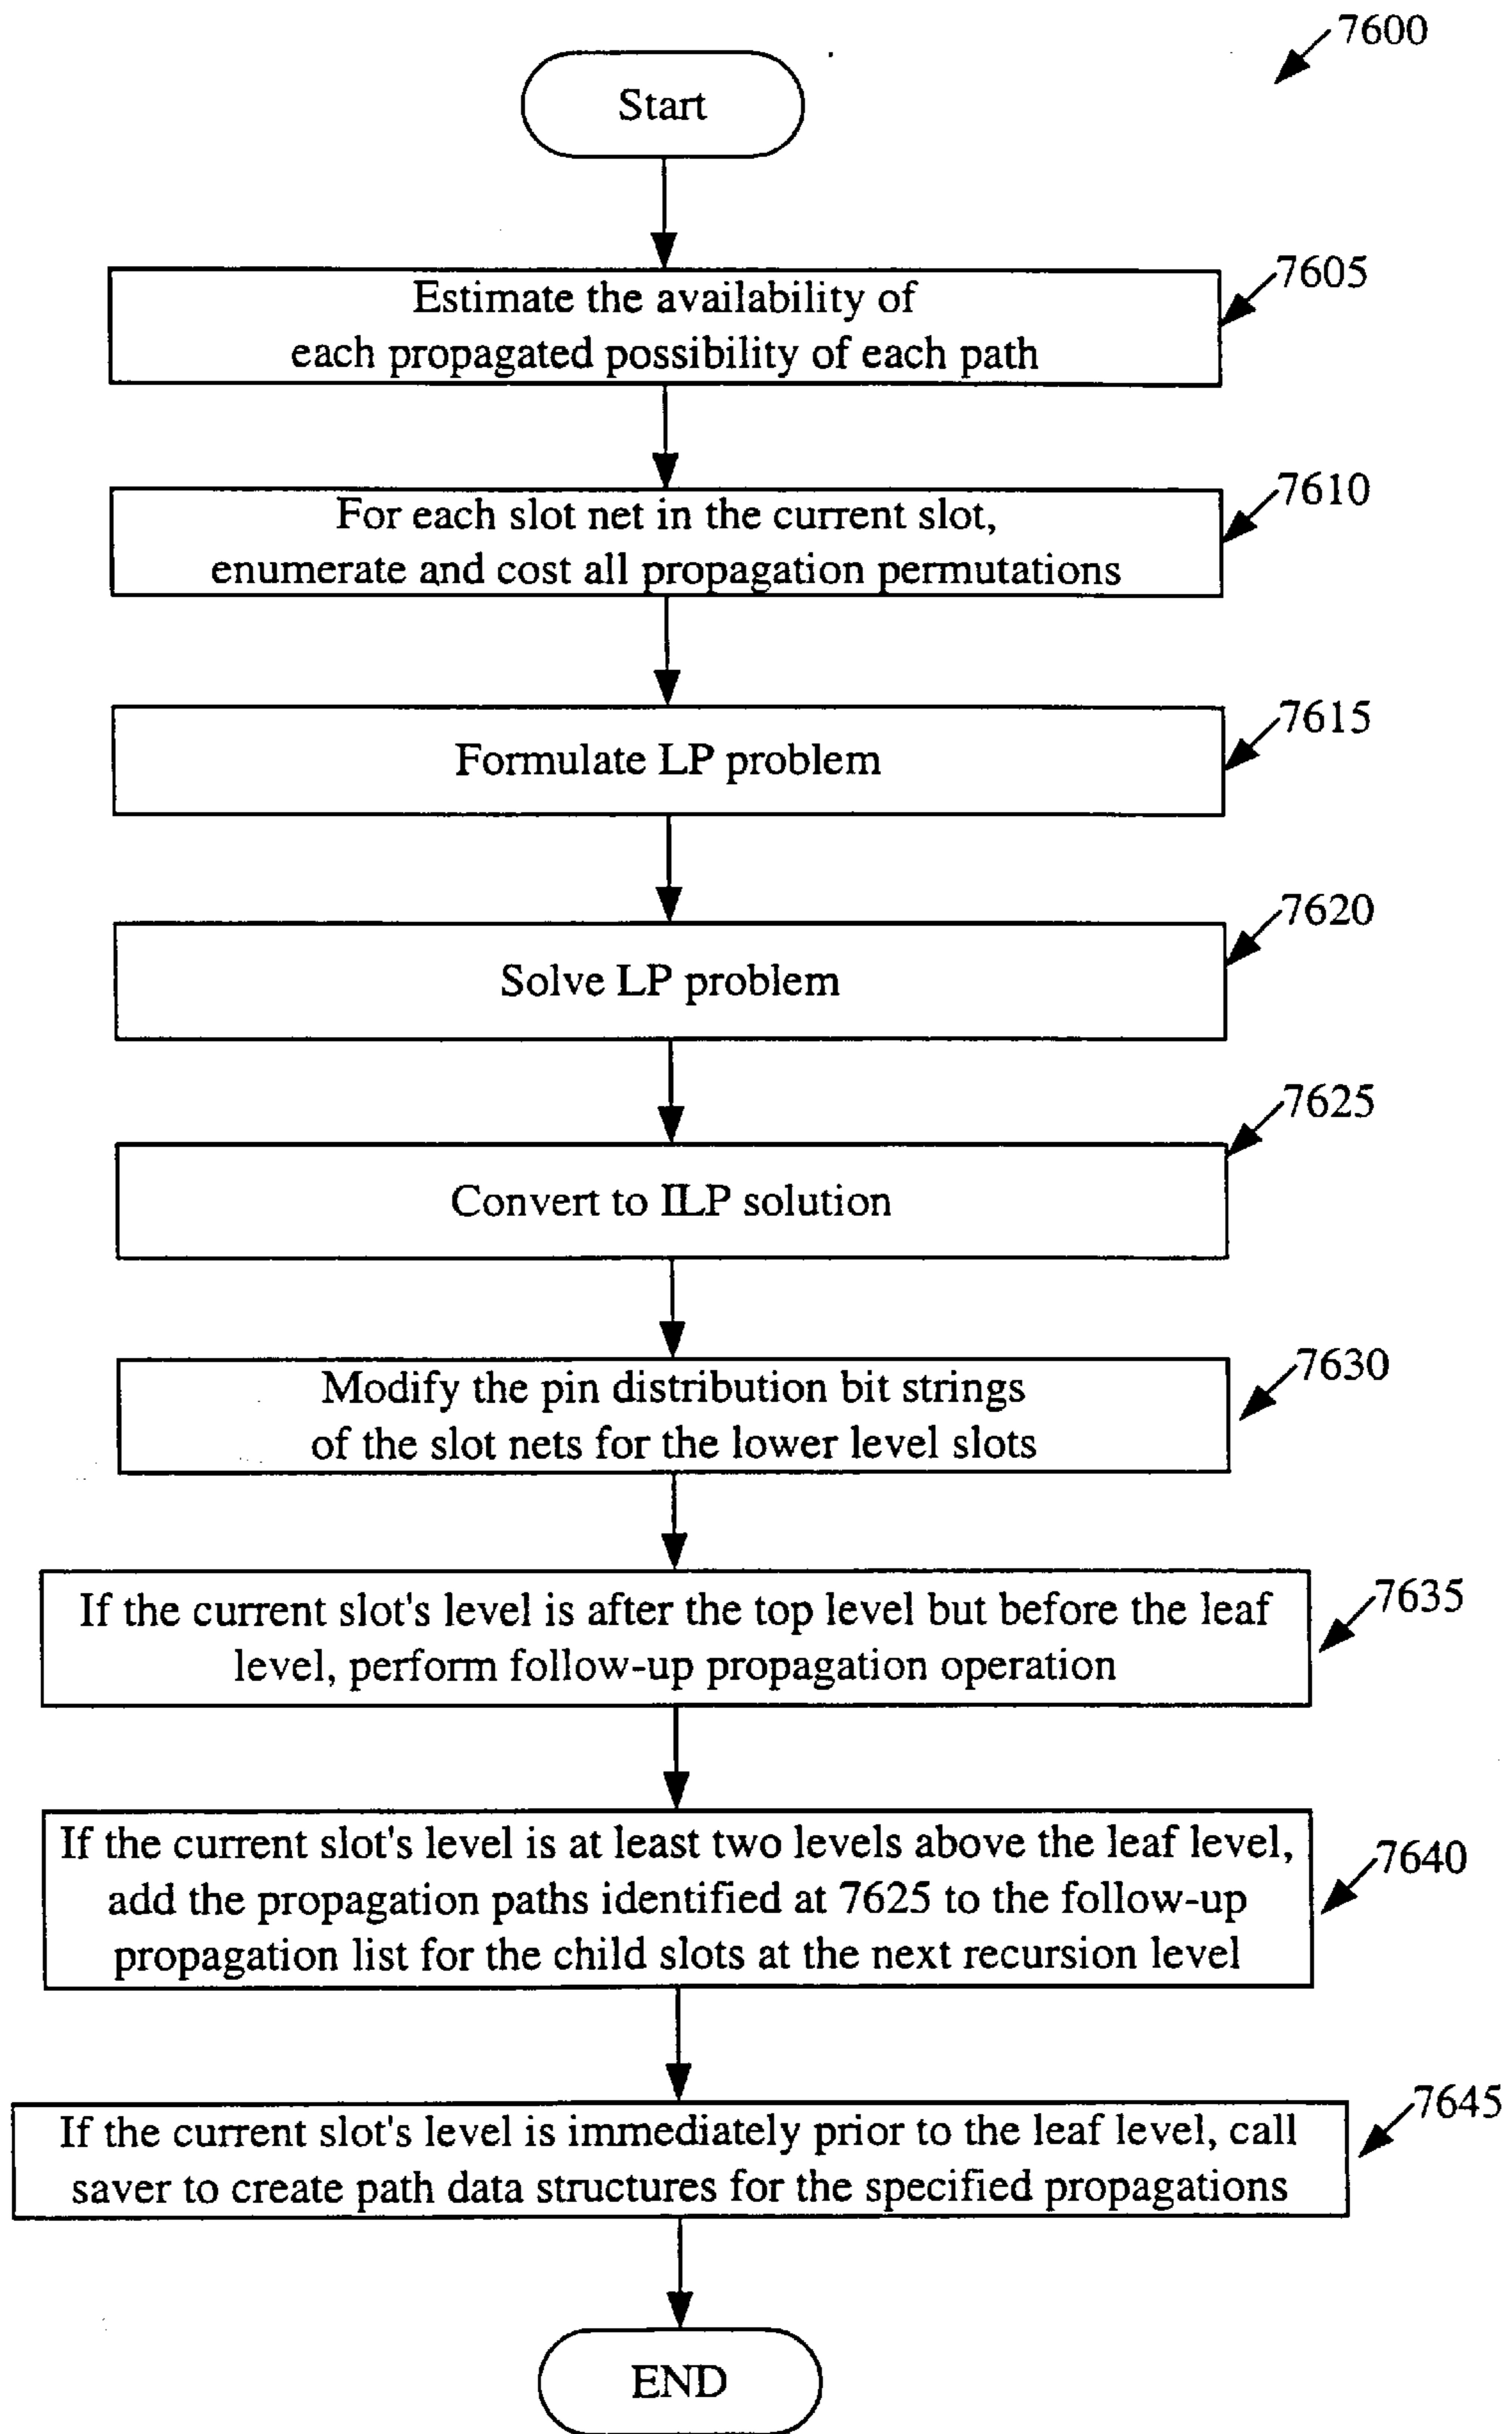 7600
Start
7605
Estimate the availability of
each propagated possibility of each path
7610
For each slot net in the current slot,
enumerate and cost all propagation permutations
7615
Formulate LP problem
7620
Solve LP problem
7625
Convert to ILP solution
7630
Modify the pin distribution bit strings
of the slot nets for the lower level slots
7635
If the current slot's level is after the top level but before the leaf
level, perform follow-up propagation operation
7640
If the current slot's level is at least two levels above the leaf level,
add the propagation paths identified at 7625 to the follow-up
propagation list for the child slots at the next recursion level
7645
If the current slot's level is immediately prior to the leaf level, call
saver to create path data structures for the specified propagations
END